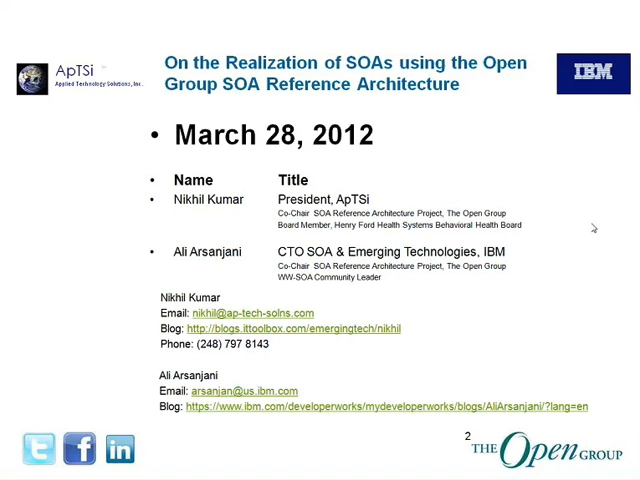 ApTSi
Applied Technology Solutions, Inc.
On the Realization of SOAs using the Open
Group SOA Reference Architecture
IBM
• March 28, 2012
• Name Title
• Nikhil Kumar President, ApTSi
Co-Chair SOA Reference Architecture Project, The Open Group
Board Member, Henry Ford Health Systems Behavioral Health Board
• Ali Arsanjani CTO SOA & Emerging Technologies, IBM
Co-Chair SOA Reference Architecture Project, The Open Group
WW-SOA Community Leader
Nikhil Kumar
Email: nikhil@ap-tech-solns.com
Blog: http://blogs.ittoolbox.com/emergingtech/nikhil
Phone: (248) 797 8143
Ali Arsanjani
Email: arsanjan@us.ibm.com
Blog: https://www.ibm.com/developerworks/mydeveloperworks/blogs/AliArsanjani/?lang=en
2
t f in
THE Open GROUP